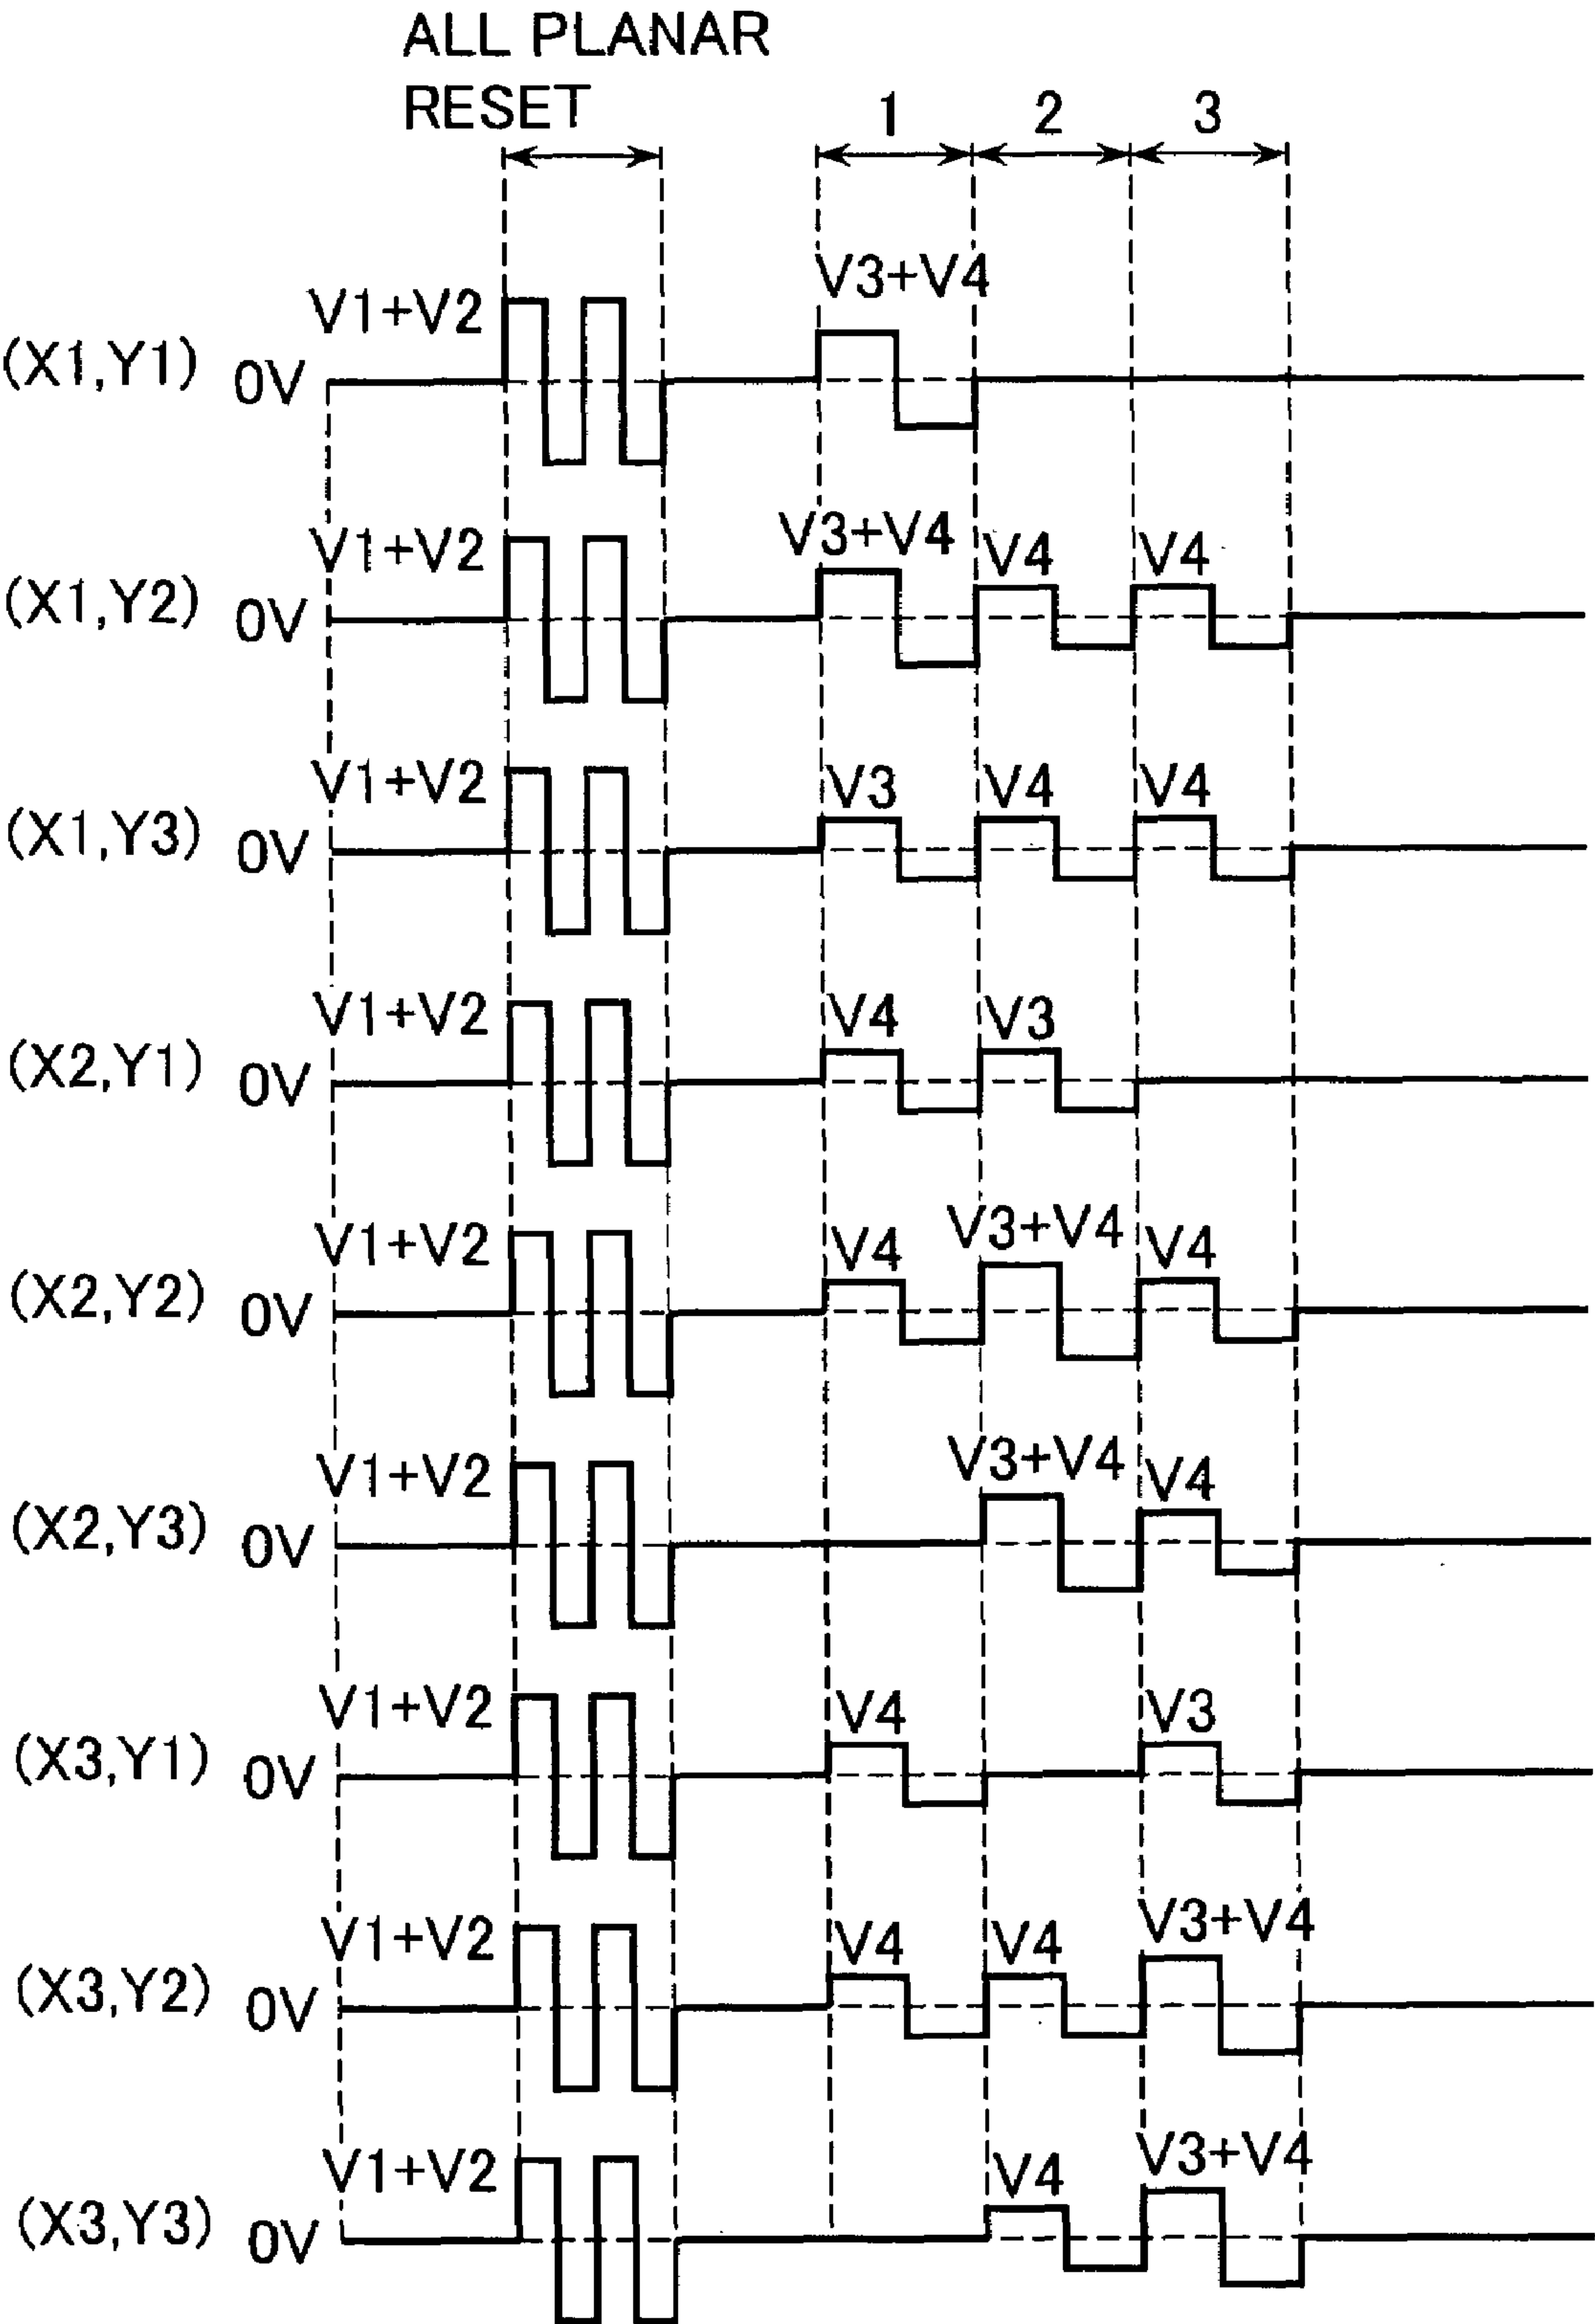 ALL PLANAR
RESET
1 2 3
V1+V2 V3+V4
(X1,Y1) 0V
V1+V2 V3+V4 V4 V4
(X1,Y2) 0V
V1+V2 V3 V4 V4
(X1,Y3) 0V
V1+V2 V4 V3
(X2,Y1) 0V
V1+V2 V4 V3+V4 V4
(X2,Y2) 0V
V1+V2 V3+V4 V4
(X2,Y3) 0V
V1+V2 V4 V3
(X3,Y1) 0V
V1+V2 V4 V4 V3+V4
(X3,Y2) 0V
V1+V2 V4 V3+V4
(X3,Y3) 0V